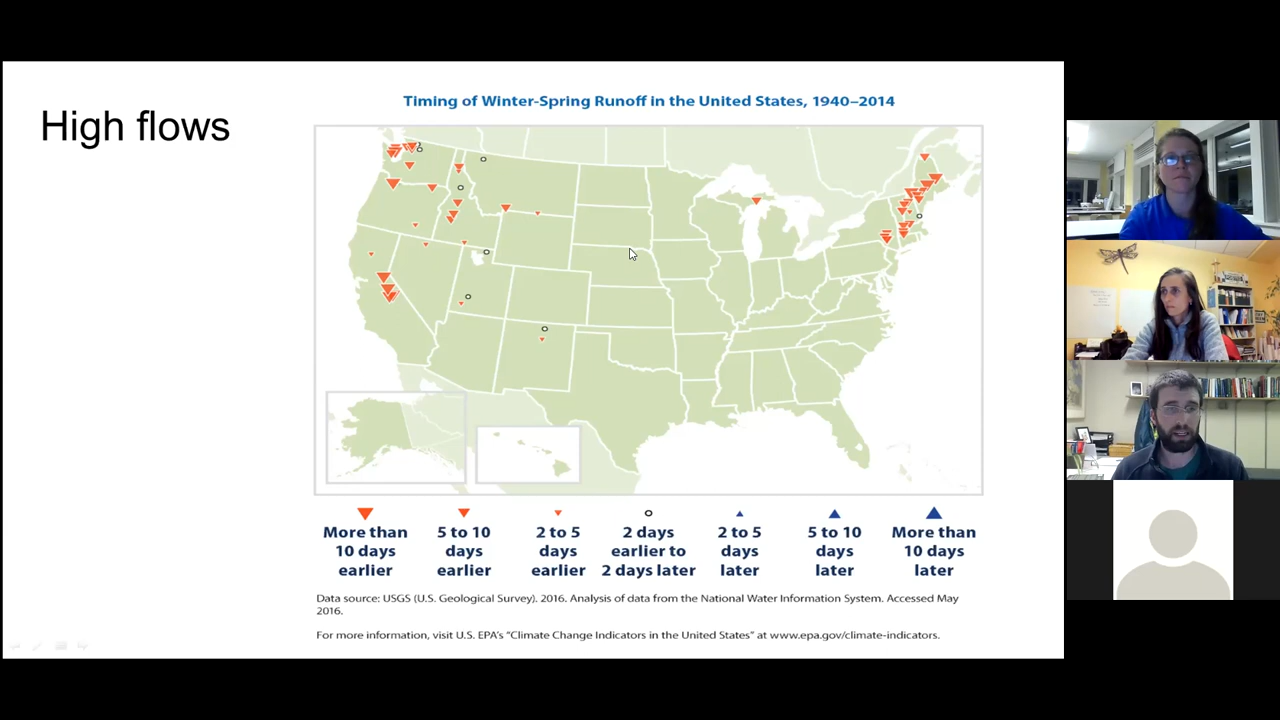 High flows
Timing of Winter-Spring Runoff in the United States, 1940–2014
More than
10 days
earlier
5 to 10
days
earlier
2 to 5
days
earlier
2 days
earlier to
2 days later
2 to 5
days
later
5 to 10
days
later
More than
10 days
later
Data source: USGS (U.S. Geological Survey). 2016. Analysis of data from the National Water Information System. Accessed May
2016.
For more information, visit U.S. EPA's "Climate Change Indicators in the United States" at www.epa.gov/climate-indicators.